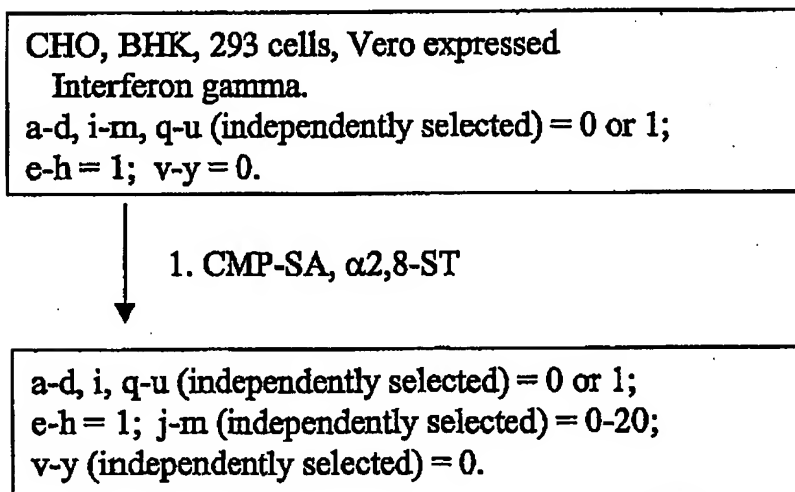 CHO, BHK, 293 cells, Vero expressed
Interferon gamma.
a-d, i-m, q-u (independently selected) = 0 or 1;
e-h = 1; v-y = 0.
1. CMP-SA, α2,8-ST
a-d, i, q-u (independently selected) = 0 or 1;
e-h = 1; j-m (independently selected) = 0-20;
v-y (independently selected) = 0.